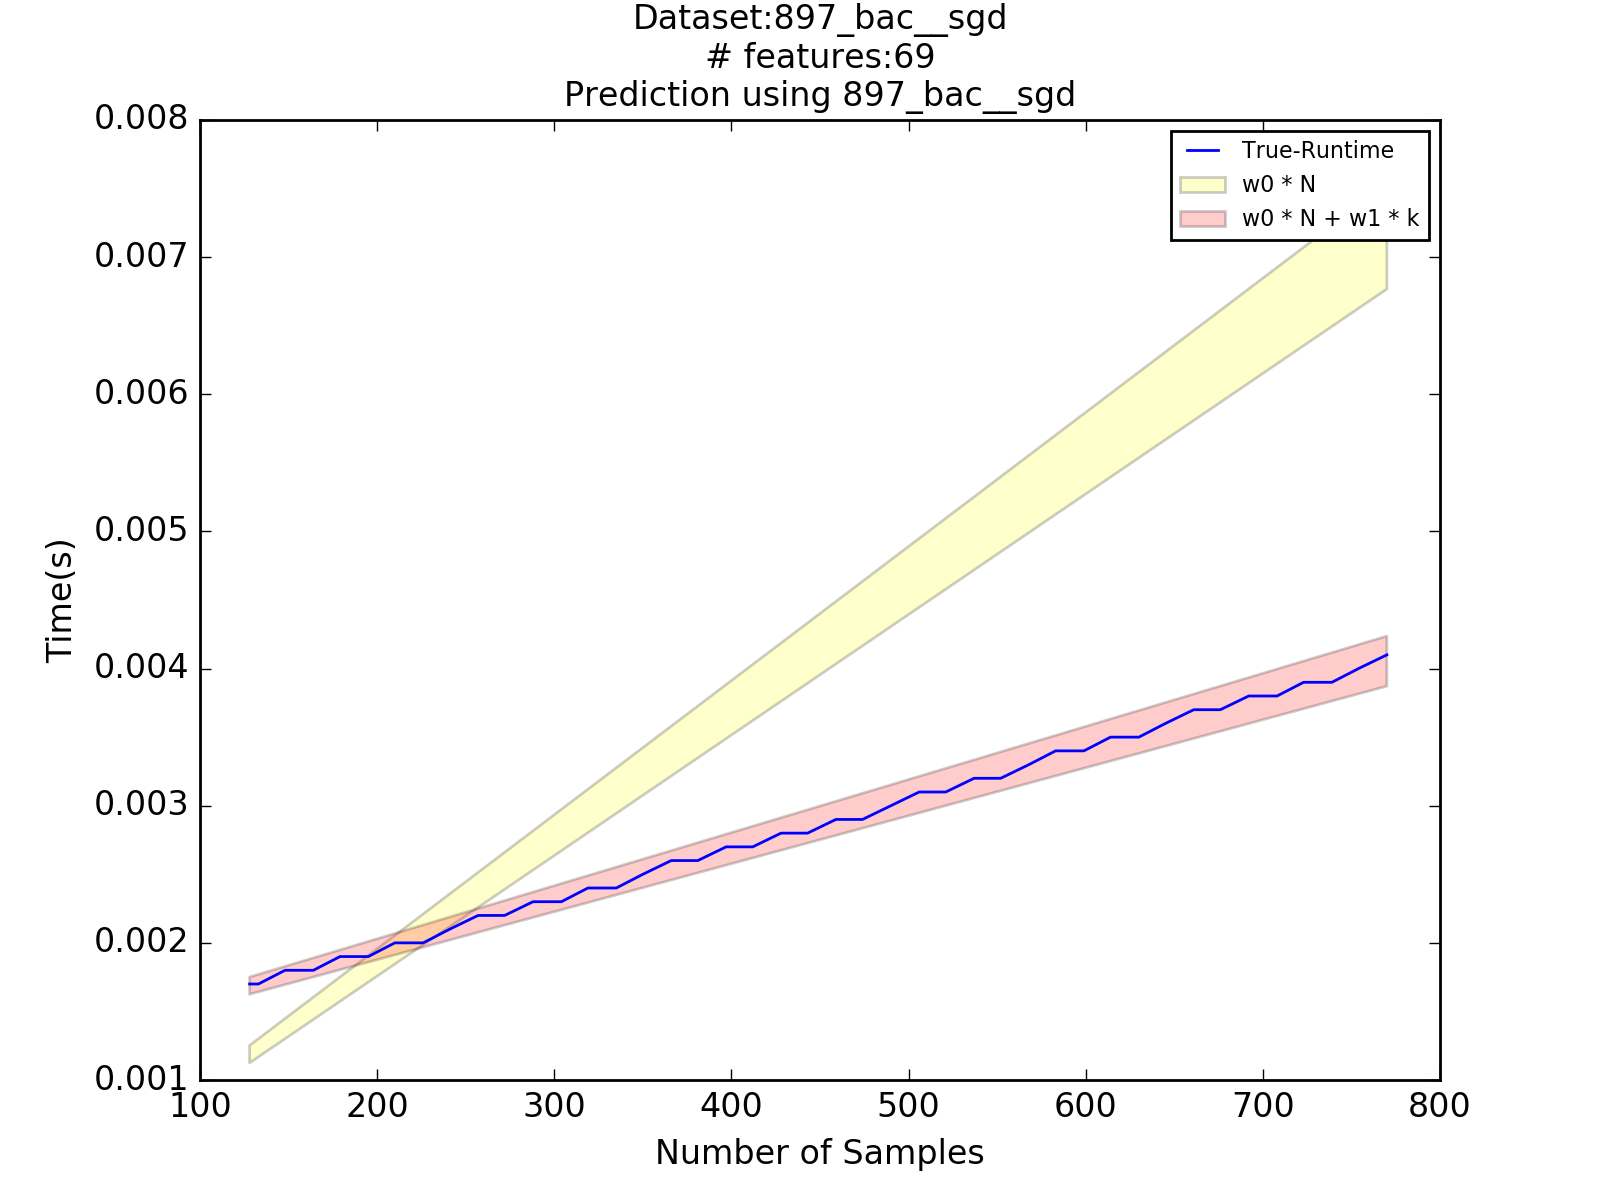 Dataset:897_bac__sgd
# features:69
Prediction using 897_bac__sgd
0.008
0.007
0.006
0.005
0.004
0.003
0.002
0.001
Time(s)
True-Runtime
w0 * N
w0 * N + w1 * k
100 200 300 400 500 600 700 800
Number of Samples